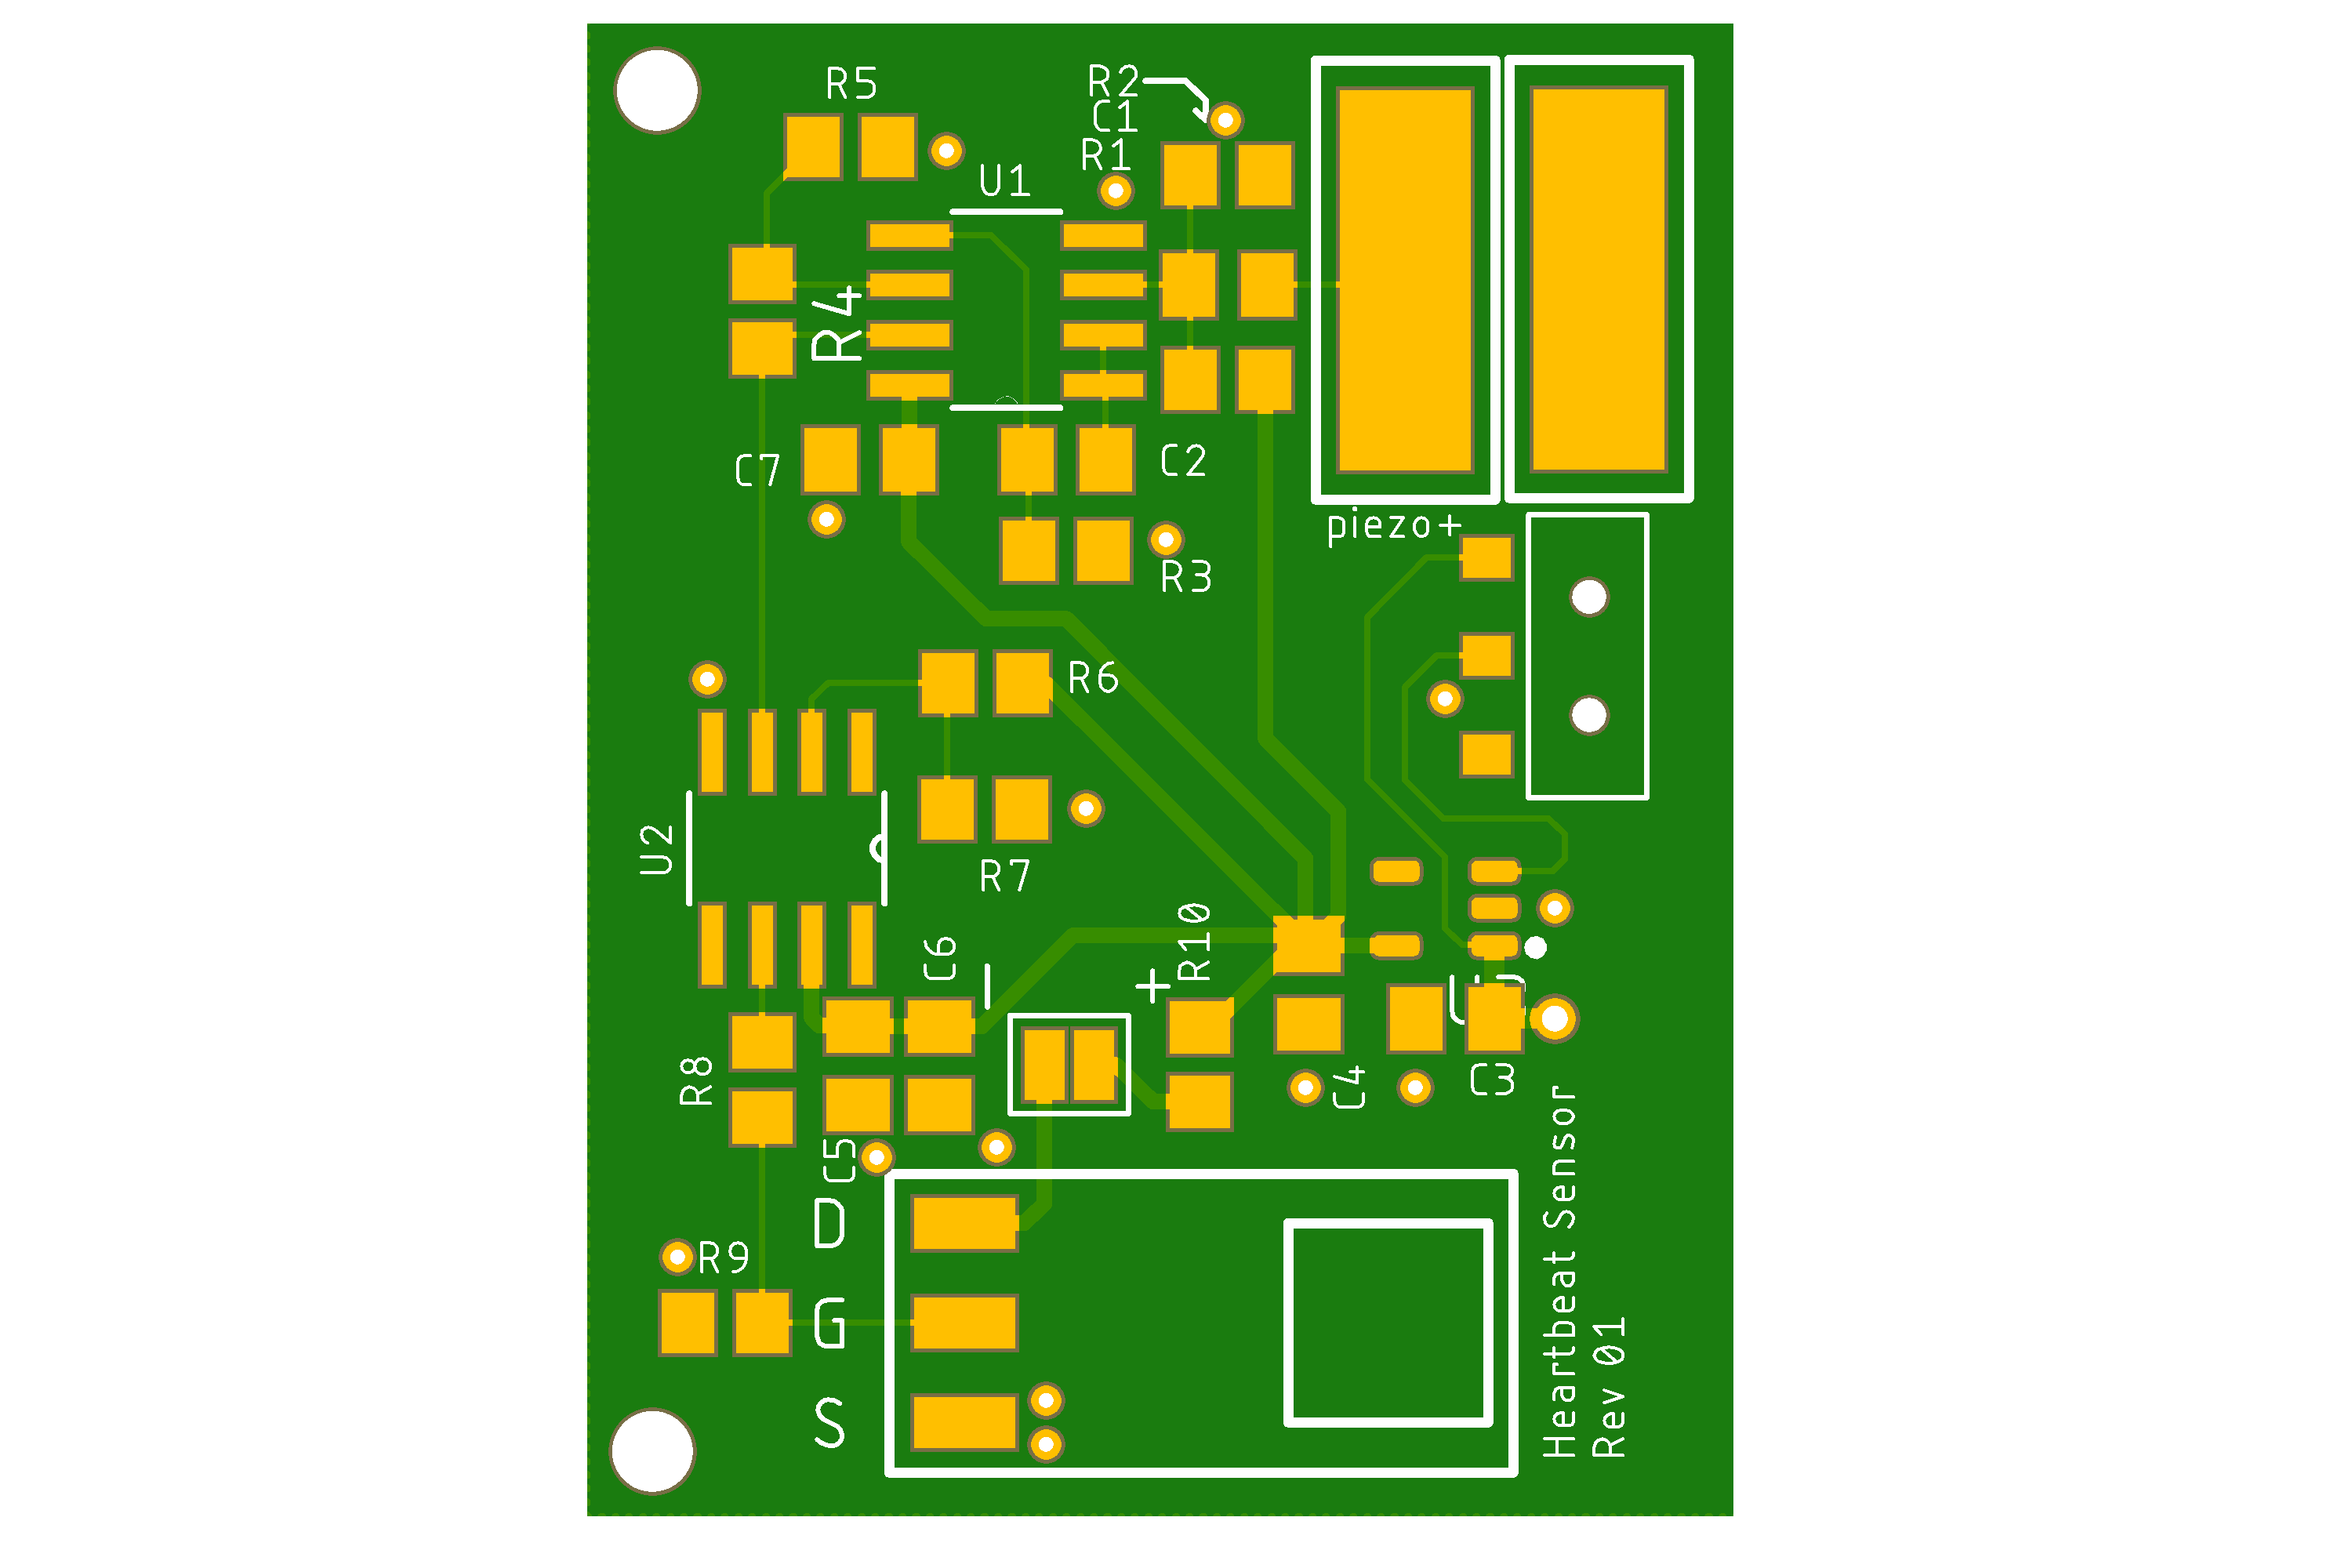 R5
R2
C1
R1
U1
R4
C7
C2
piezo+
R3
R6
U2
R7
R10
C6
- +
C4
C3
R8
C5
D
R9
G
S
Heartbeat Sensor
Rev 01